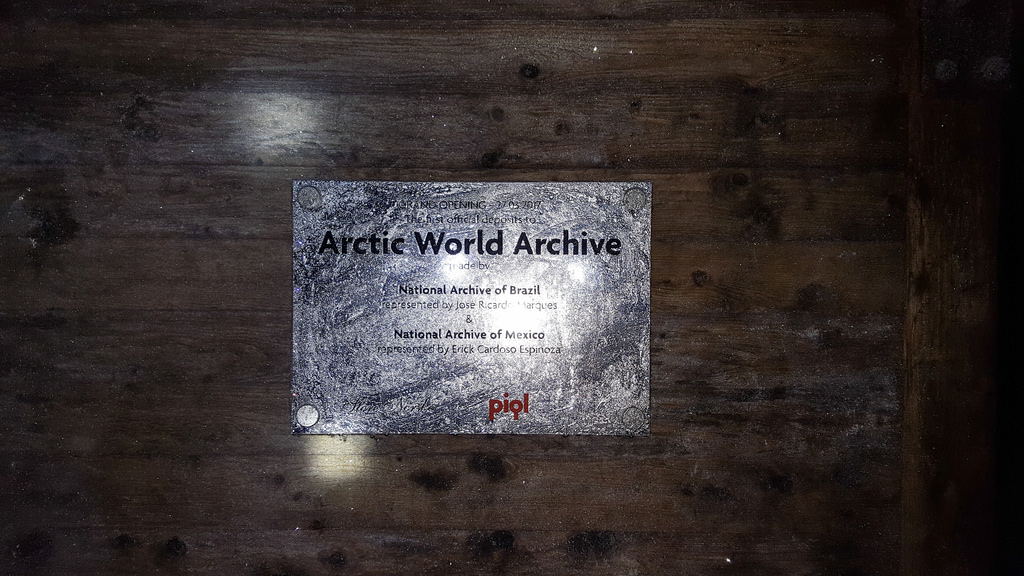 GRAND OPENING - 27.03.2017
The first official deposits to
Arctic World Archive
made by
National Archive of Brazil
represented by José Ricardo Marques
&
National Archive of Mexico
represented by Erick Cardoso Espinoza
piql